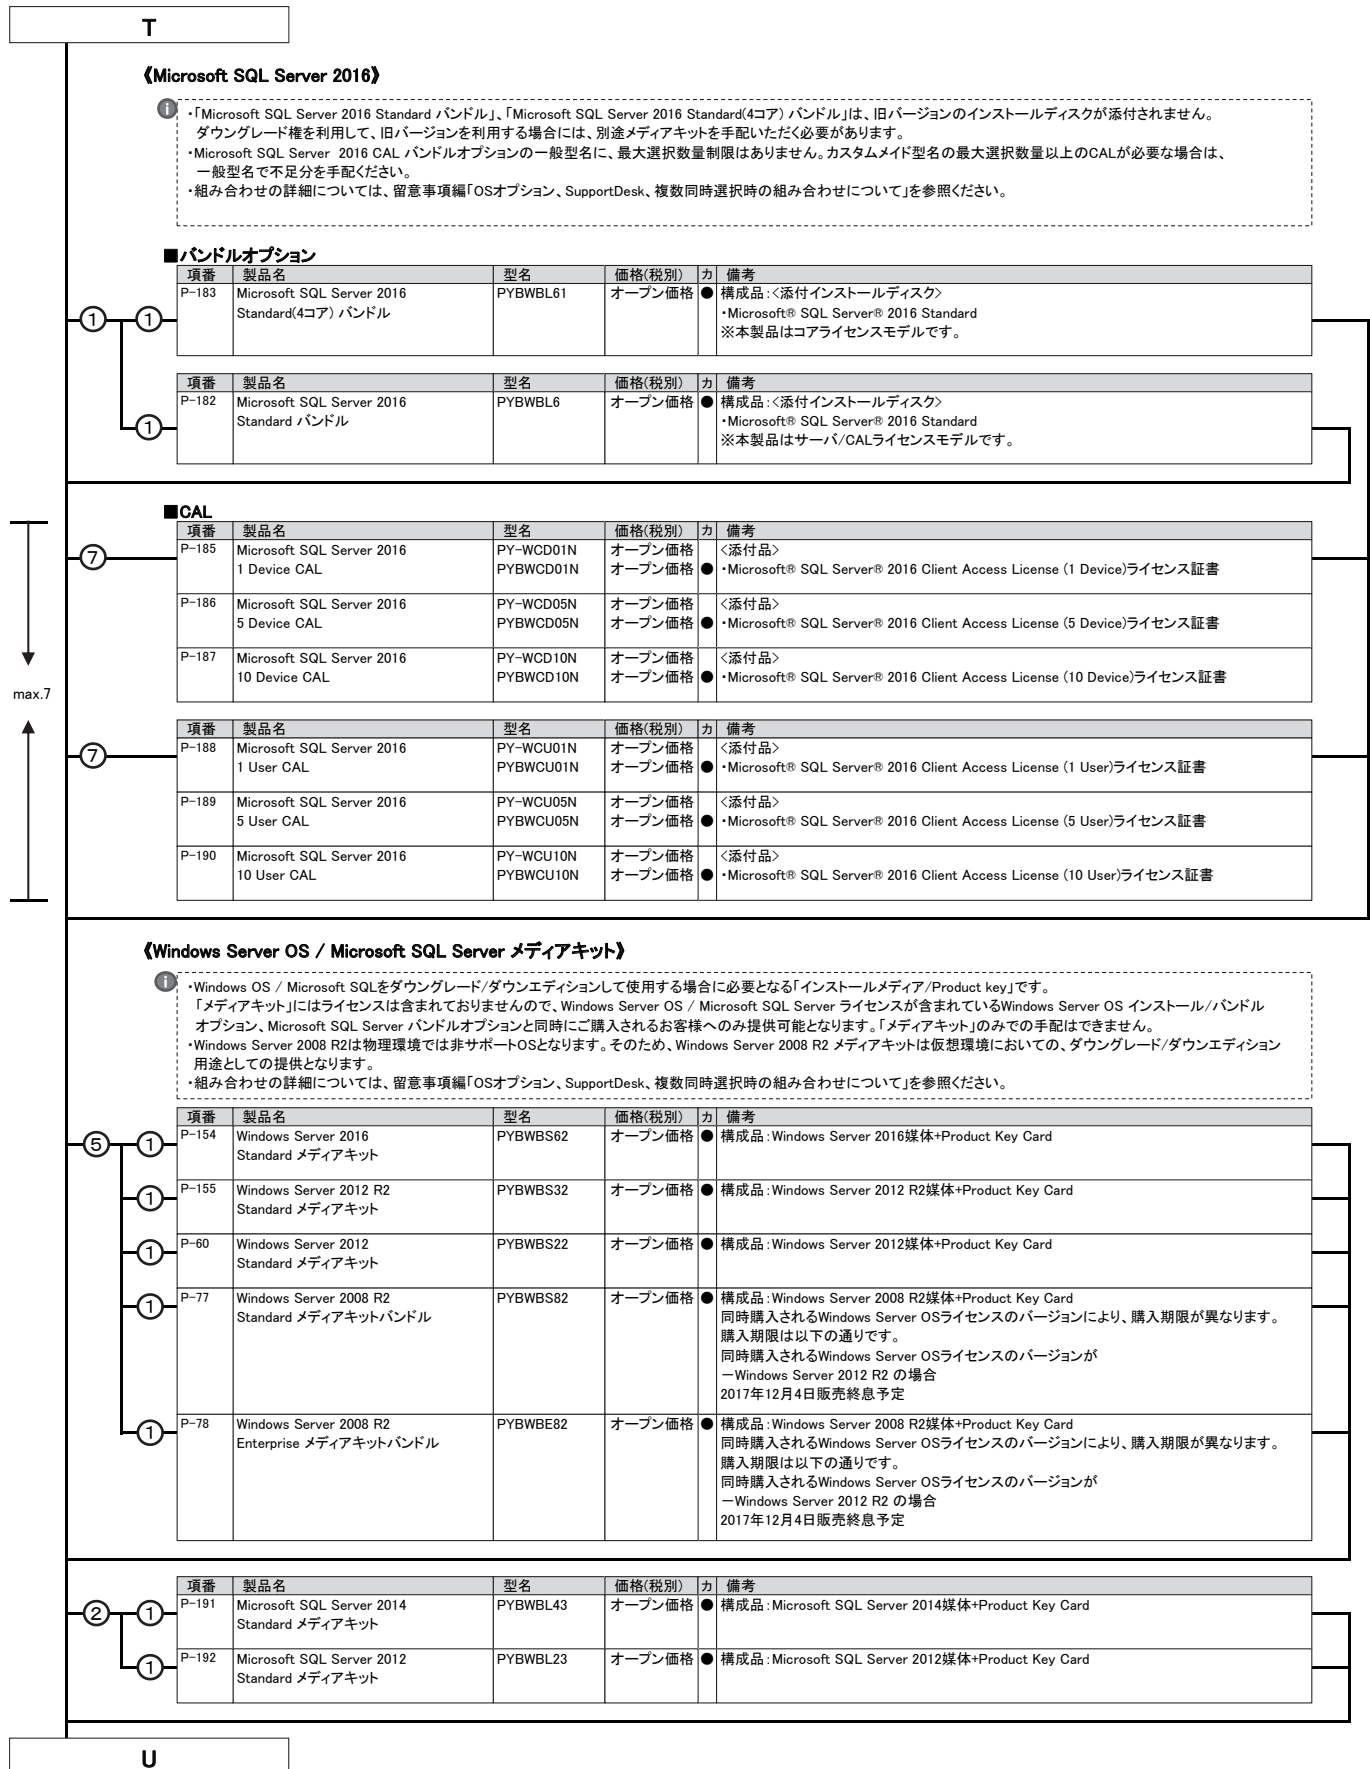 T
《Microsoft SQL Server 2016》
i
・「Microsoft SQL Server 2016 Standard バンドル」、「Microsoft SQL Server 2016 Standard(4コア) バンドル」は、旧バージョンのインストールディスクが添付されません。
ダウングレード権を利用して、旧バージョンを利用する場合には、別途メディアキットを手配いただく必要があります。
・Microsoft SQL Server 2016 CAL バンドルオプションの一般型名に、最大選択数量制限はありません。カスタムメイド型名の最大選択数量以上のCALが必要な場合は、
一般型名で不足分を手配ください。
・組み合わせの詳細については、留意事項編「OSオプション、SupportDesk、複数同時選択時の組み合わせについて」を参照ください。
■バンドルオプション
項番 製品名 型名 価格(税別) カ 備考
P-183 Microsoft SQL Server 2016 PYBWBL61 オープン価格 ● 構成品：<添付インストールディスク>
Standard(4コア) バンドル ・Microsoft® SQL Server® 2016 Standard
① ① ※本製品はコアライセンスモデルです。
項番 製品名 型名 価格(税別) カ 備考
P-182 Microsoft SQL Server 2016 PYBWBL6 オープン価格 ● 構成品：<添付インストールディスク>
① Standard バンドル ・Microsoft® SQL Server® 2016 Standard
※本製品はサーバ/CALライセンスモデルです。
■CAL
項番 製品名 型名 価格(税別) カ 備考
P-185 Microsoft SQL Server 2016 PY-WCD01N オープン価格 <添付品>
⑦ 1 Device CAL PYBWCD01N オープン価格 ● ・Microsoft® SQL Server® 2016 Client Access License (1 Device)ライセンス証書
P-186 Microsoft SQL Server 2016 PY-WCD05N オープン価格 <添付品>
5 Device CAL PYBWCD05N オープン価格 ● ・Microsoft® SQL Server® 2016 Client Access License (5 Device)ライセンス証書
P-187 Microsoft SQL Server 2016 PY-WCD10N オープン価格 <添付品>
10 Device CAL PYBWCD10N オープン価格 ● ・Microsoft® SQL Server® 2016 Client Access License (10 Device)ライセンス証書
max.7
項番 製品名 型名 価格(税別) カ 備考
P-188 Microsoft SQL Server 2016 PY-WCU01N オープン価格 <添付品>
⑦ 1 User CAL PYBWCU01N オープン価格 ● ・Microsoft® SQL Server® 2016 Client Access License (1 User)ライセンス証書
P-189 Microsoft SQL Server 2016 PY-WCU05N オープン価格 <添付品>
5 User CAL PYBWCU05N オープン価格 ● ・Microsoft® SQL Server® 2016 Client Access License (5 User)ライセンス証書
P-190 Microsoft SQL Server 2016 PY-WCU10N オープン価格 <添付品>
10 User CAL PYBWCU10N オープン価格 ● ・Microsoft® SQL Server® 2016 Client Access License (10 User)ライセンス証書
《Windows Server OS / Microsoft SQL Server メディアキット》
i
・Windows OS / Microsoft SQLをダウングレード/ダウンエディションして使用する場合に必要となる「インストールメディア/Product key」です。
「メディアキット」にはライセンスは含まれておりませんので、Windows Server OS / Microsoft SQL Server ライセンスが含まれているWindows Server OS インストール/バンドル
オプション、Microsoft SQL Server バンドルオプションと同時にご購入されるお客様へのみ提供可能となります。「メディアキット」のみでの手配はできません。
・Windows Server 2008 R2は物理環境では非サポートOSとなります。そのため、Windows Server 2008 R2 メディアキットは仮想環境においての、ダウングレード/ダウンエディション
用途としての提供となります。
・組み合わせの詳細については、留意事項編「OSオプション、SupportDesk、複数同時選択時の組み合わせについて」を参照ください。
項番 製品名 型名 価格(税別) カ 備考
⑤ ① P-154 Windows Server 2016 PYBWBS62 オープン価格 ● 構成品：Windows Server 2016媒体+Product Key Card
Standard メディアキット
① P-155 Windows Server 2012 R2 PYBWBS32 オープン価格 ● 構成品：Windows Server 2012 R2媒体+Product Key Card
Standard メディアキット
① P-60 Windows Server 2012 PYBWBS22 オープン価格 ● 構成品：Windows Server 2012媒体+Product Key Card
Standard メディアキット
① P-77 Windows Server 2008 R2 PYBWBS82 オープン価格 ● 構成品：Windows Server 2008 R2媒体+Product Key Card
Standard メディアキットバンドル 同時購入されるWindows Server OSライセンスのバージョンにより、購入期限が異なります。
購入期限は以下の通りです。
同時購入されるWindows Server OSライセンスのバージョンが
－Windows Server 2012 R2 の場合
2017年12月4日販売終息予定
① P-78 Windows Server 2008 R2 PYBWBE82 オープン価格 ● 構成品：Windows Server 2008 R2媒体+Product Key Card
Enterprise メディアキットバンドル 同時購入されるWindows Server OSライセンスのバージョンにより、購入期限が異なります。
購入期限は以下の通りです。
同時購入されるWindows Server OSライセンスのバージョンが
－Windows Server 2012 R2 の場合
2017年12月4日販売終息予定
項番 製品名 型名 価格(税別) カ 備考
② ① P-191 Microsoft SQL Server 2014 PYBWBL43 オープン価格 ● 構成品：Microsoft SQL Server 2014媒体+Product Key Card
Standard メディアキット
① P-192 Microsoft SQL Server 2012 PYBWBL23 オープン価格 ● 構成品：Microsoft SQL Server 2012媒体+Product Key Card
Standard メディアキット
U